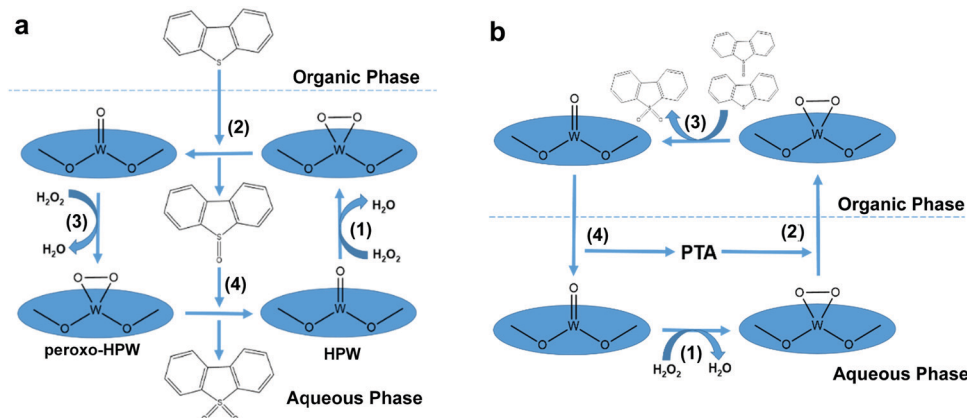 a
Organic Phase
(2)
O
O O
W
O O
W
O O
H₂O₂
(3)
H₂O
S
O
H₂O
(1)
H₂O₂
(4)
O O
W
O O
peroxo-HPW
O
W
O O
HPW
S
O O
Aqueous Phase
S
b
S
O
S
O O
S
(3)
O
W
O O
O O
W
O O
Organic Phase
(4)
PTA
(2)
O
W
O O
H₂O₂
(1)
H₂O
O O
W
O O
Aqueous Phase